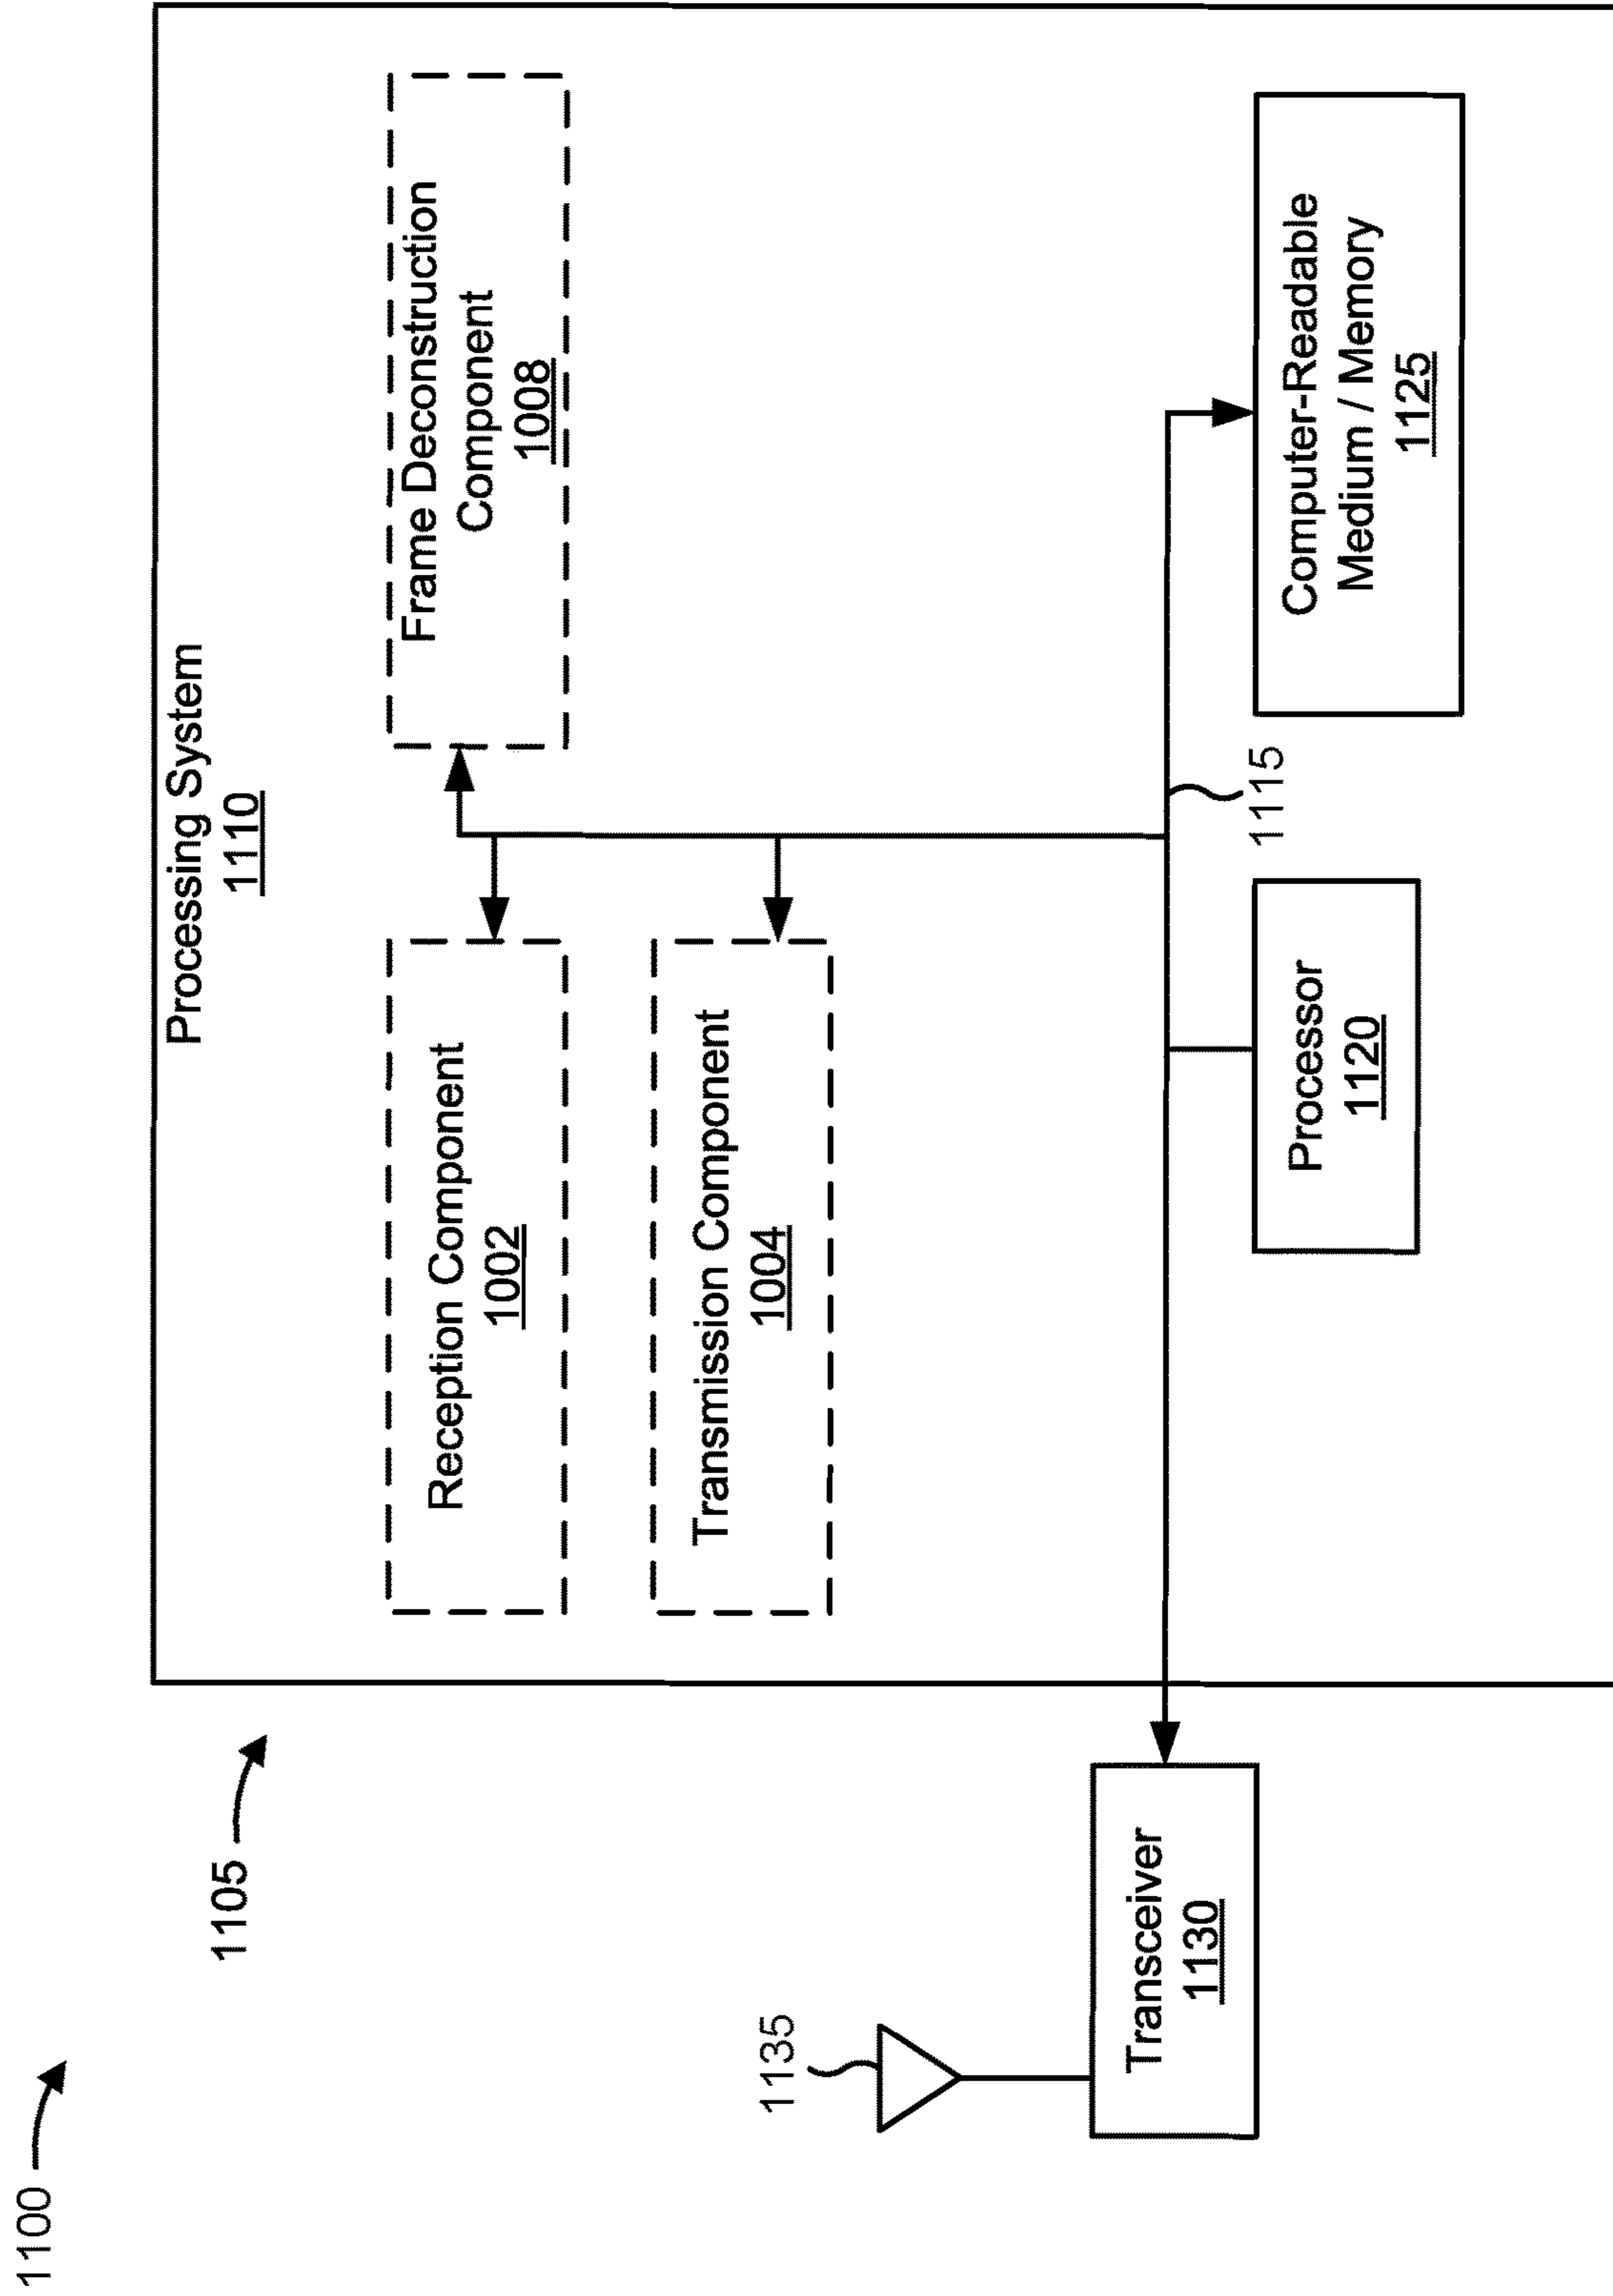 1100
1105
Processing System
1110
Reception Component
1002
Frame Deconstruction
Component
1008
Transmission Component
1004
1135
1115
Transceiver
1130
Processor
1120
Computer-Readable
Medium / Memory
1125